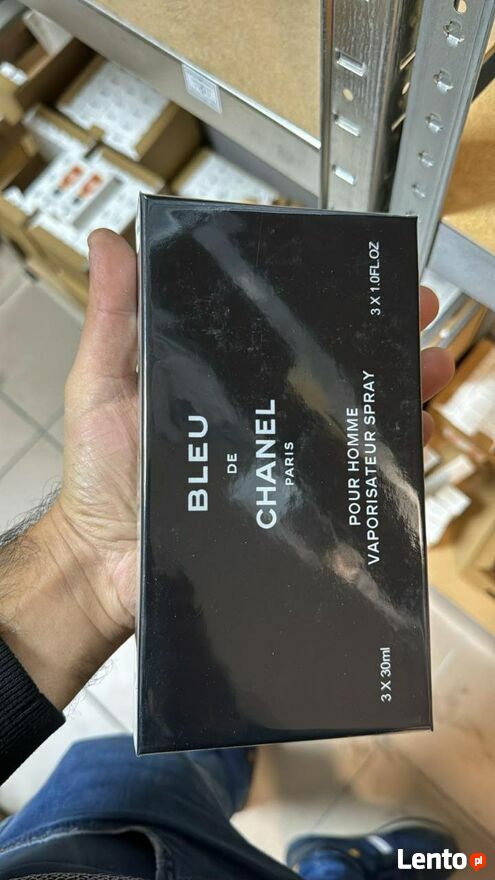 BLEU
DE
CHANEL
PARIS
POUR HOMME
VAPORISATEUR SPRAY
3 X 30ml
3 X 1.0FL.OZ
Lento.pl